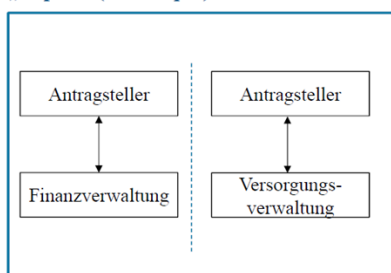 Antragsteller
Antragsteller
Finanzverwaltung
Versorgungs-
verwaltung